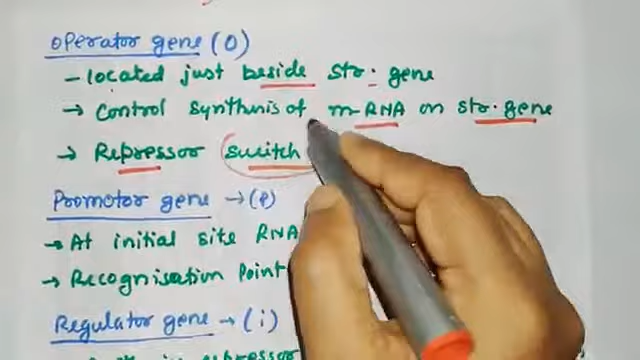 Operator gene (O)
- located just beside str. gene
→ Control synthesis of m-RNA on str. gene
→ Repressor (switch
Promotor gene → (P)
→ At initial site RNA
→ Recognisation Point
Regulator gene → (i)
repressor